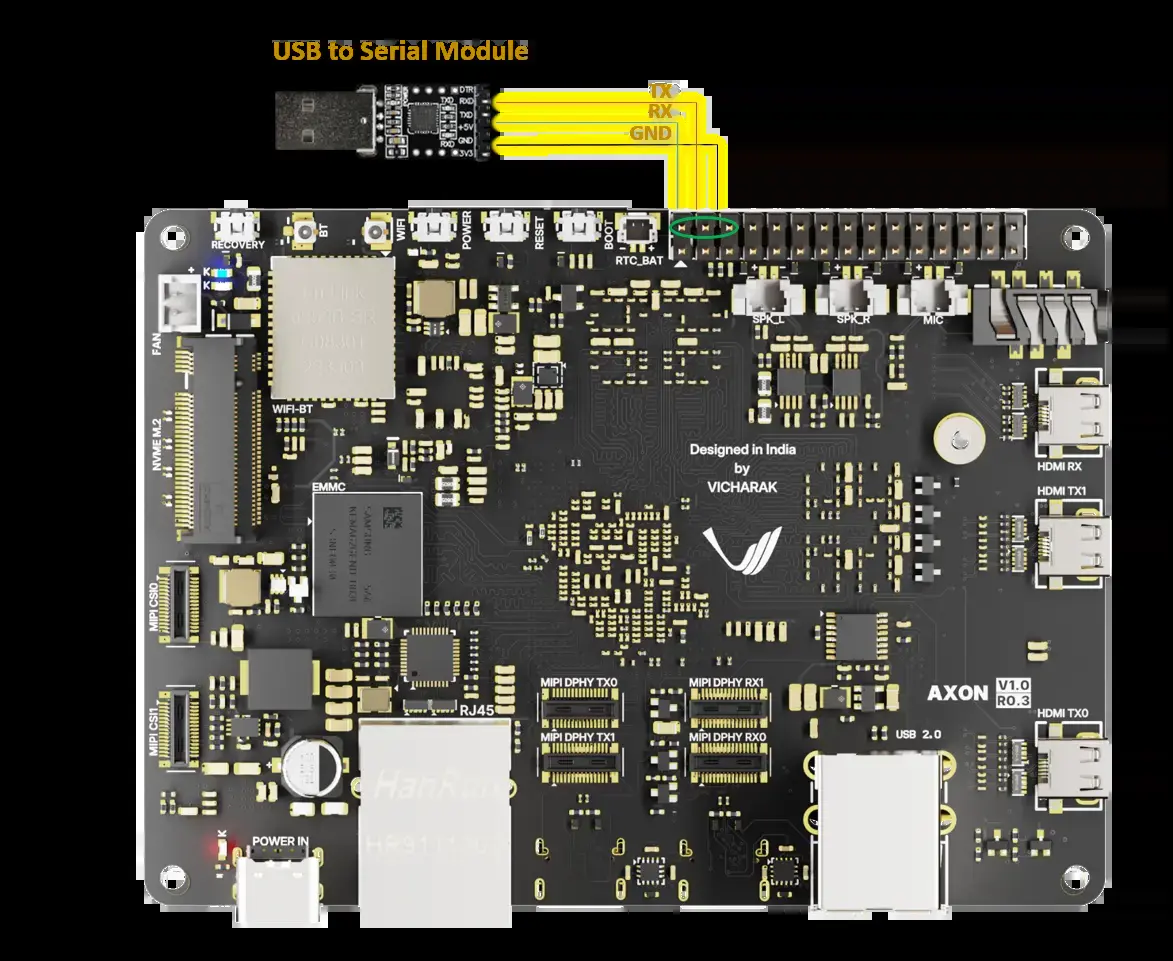 USB to Serial Module
DTR
RXD
TXD
+5V
GND
3V3
TXD
RXD
TX
RX
GND
RECOVERY
BT
WIFI
POWER
RESET
BOOT
- +
RTC_BAT
K
K
+
FAN
WIFI-BT
SPK_L
SPK_R
MIC
NVME M.2
HDMI RX
Designed in India
by
VICHARAK
EMMC
HDMI TX1
MIPI CSI0
MIPI DPHY TX0
MIPI DPHY RX1
AXON V1.0
R0.3
RJ45
HDMI TX0
MIPI CSI1
MIPI DPHY TX1
MIPI DPHY RX0
USB 2.0
K
POWER IN